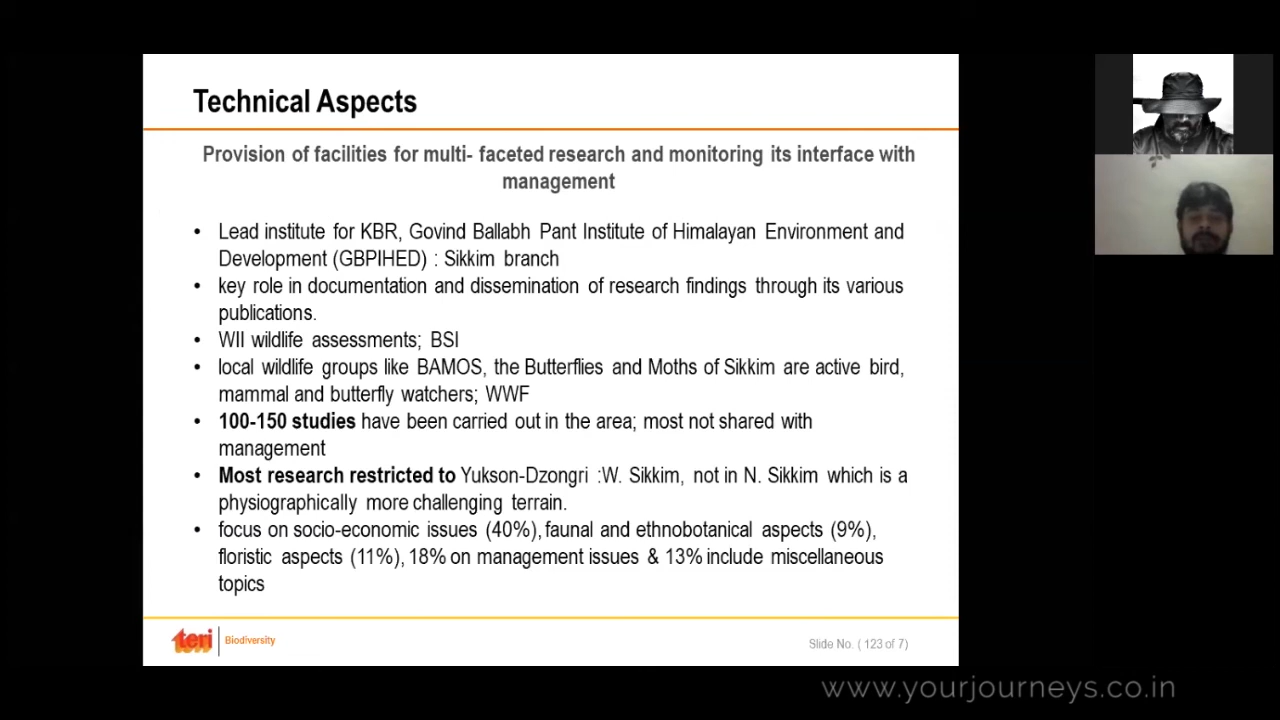 Technical Aspects
Provision of facilities for multi- faceted research and monitoring its interface with
management
• Lead institute for KBR, Govind Ballabh Pant Institute of Himalayan Environment and
Development (GBPIHED) : Sikkim branch
• key role in documentation and dissemination of research findings through its various
publications.
• WII wildlife assessments; BSI
• local wildlife groups like BAMOS, the Butterflies and Moths of Sikkim are active bird,
mammal and butterfly watchers; WWF
• 100-150 studies have been carried out in the area; most not shared with
management
• Most research restricted to Yukson-Dzongri :W. Sikkim, not in N. Sikkim which is a
physiographically more challenging terrain.
• focus on socio-economic issues (40%), faunal and ethnobotanical aspects (9%),
floristic aspects (11%), 18% on management issues & 13% include miscellaneous
topics
teri Biodiversity
Slide No. ( 123 of 7)
www.yourjourneys.co.in